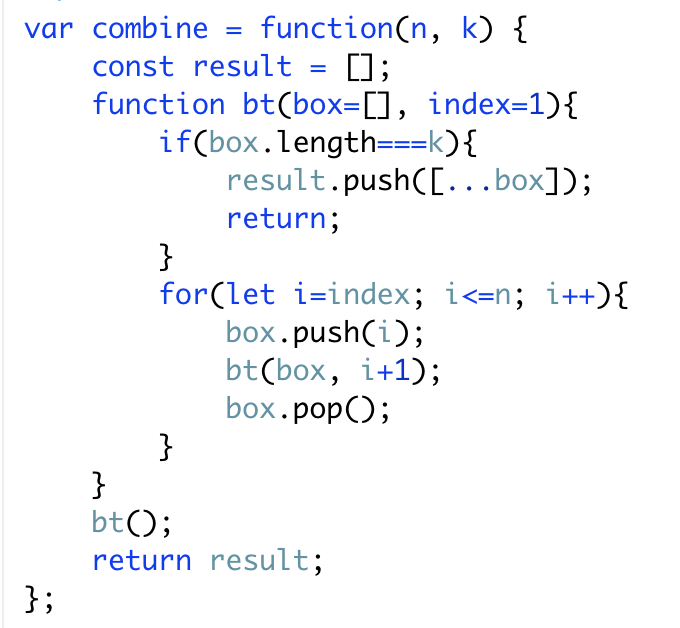 var combine = function(n, k) {
    const result = [];
    function bt(box=[], index=1){
        if(box.length===k){
            result.push([...box]);
            return;
        }
        for(let i=index; i<=n; i++){
            box.push(i);
            bt(box, i+1);
            box.pop();
        }
    }
    bt();
    return result;
};